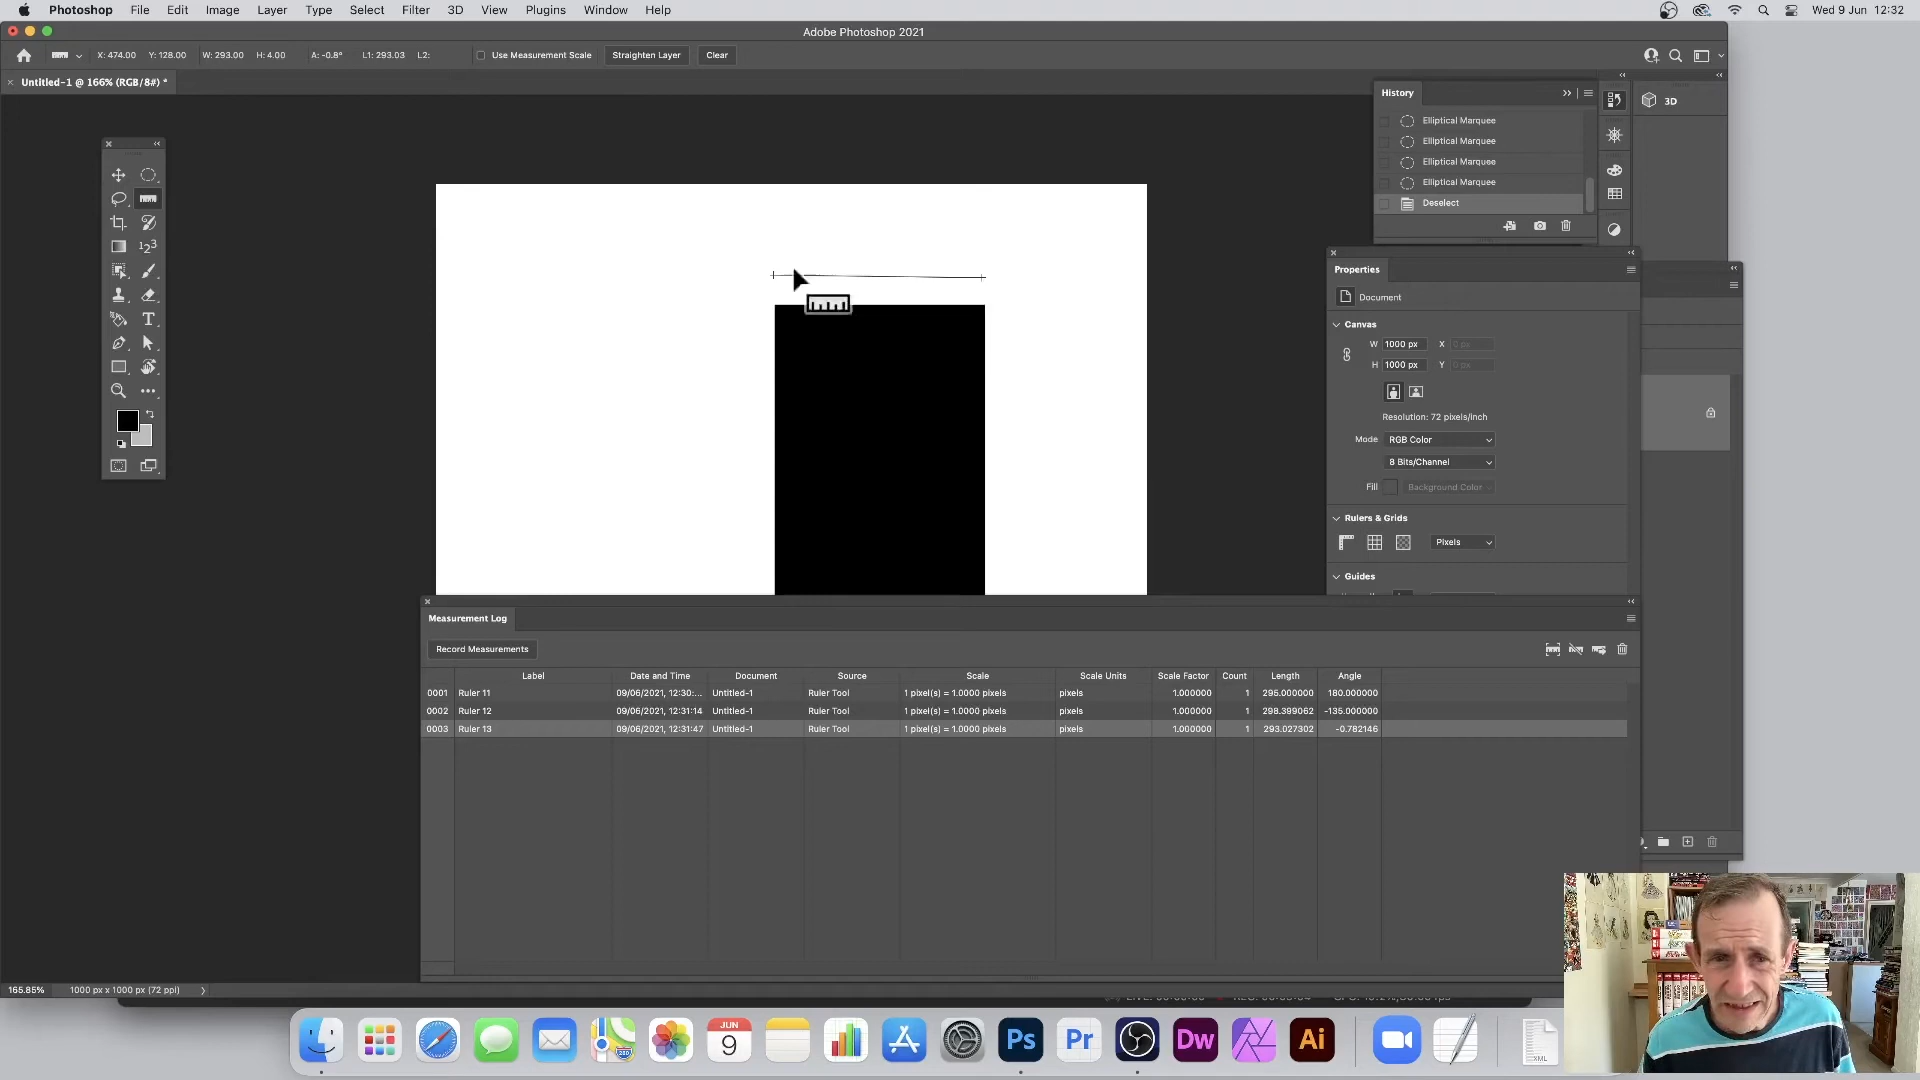 Photoshop File Edit Image Layer Type Select Filter 3D View Plugins Window Help Wed 9 Jun 12:32
Adobe Photoshop 2021
X: 474.00 Y: 128.00 W: 293.00 H: 4.00 A: -0.8° L1: 293.03 L2: Use Measurement Scale Straighten Layer Clear
Untitled-1 @ 166% (RGB/8#) *
History
3D
Elliptical Marquee
Elliptical Marquee
Elliptical Marquee
Elliptical Marquee
Deselect
Properties
Document
Canvas
W 1000 px X 0 px
H 1000 px Y 0 px
Resolution: 72 pixels/inch
Mode RGB Color
8 Bits/Channel
Fill Background Color
Rulers & Grids
Pixels
Guides
Measurement Log
Record Measurements
Label Date and Time Document Source Scale Scale Units Scale Factor Count Length Angle
0001 Ruler 11 09/06/2021, 12:30:... Untitled-1 Ruler Tool 1 pixel(s) = 1.0000 pixels pixels 1.000000 1 295.000000 180.000000
0002 Ruler 12 09/06/2021, 12:31:14 Untitled-1 Ruler Tool 1 pixel(s) = 1.0000 pixels pixels 1.000000 1 298.399062 -135.000000
0003 Ruler 13 09/06/2021, 12:31:47 Untitled-1 Ruler Tool 1 pixel(s) = 1.0000 pixels pixels 1.000000 1 293.027302 -0.782146
165.85% 1000 px x 1000 px (72 ppi)
JUN
9
280
Ps
Pr
Dw
Ai
XML